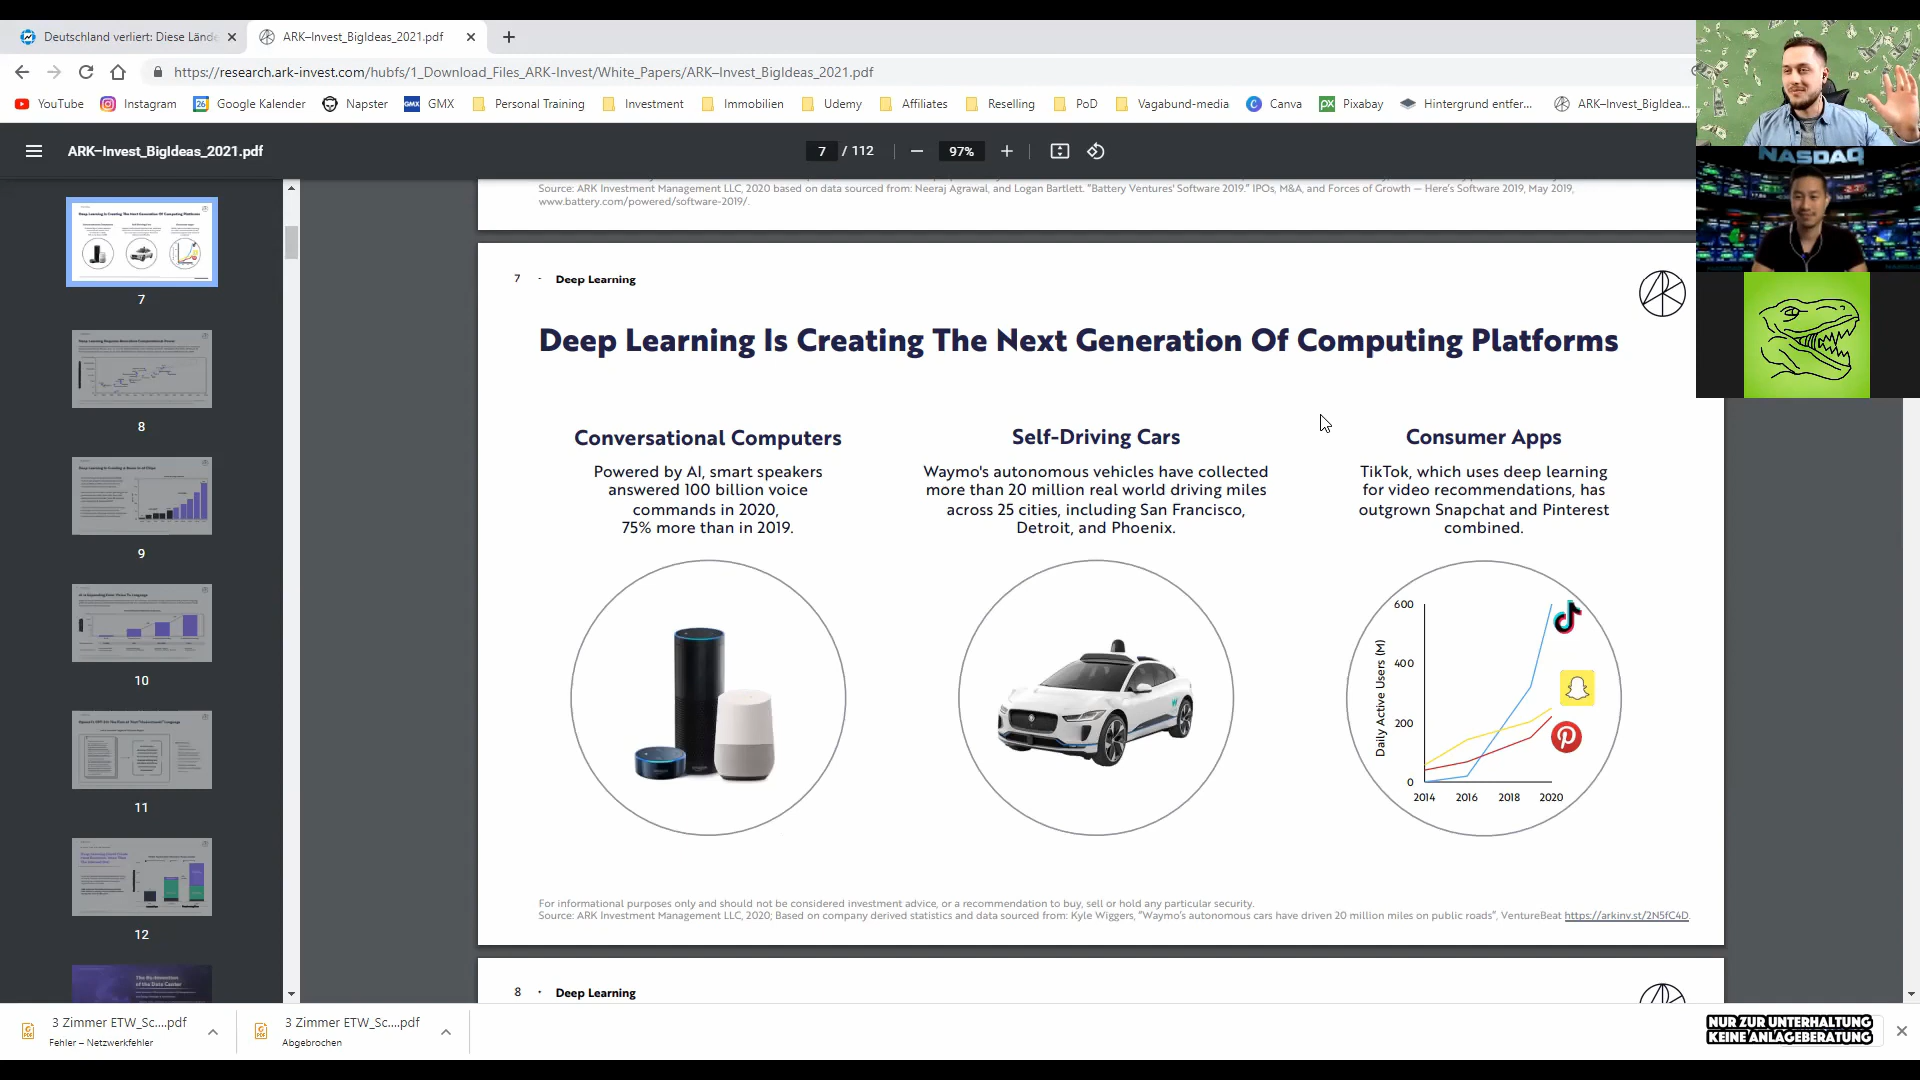 Deutschland verliert: Diese Lände
ARK–Invest_BigIdeas_2021.pdf
https://research.ark-invest.com/hubfs/1_Download_Files_ARK-Invest/White_Papers/ARK–Invest_BigIdeas_2021.pdf
YouTube Instagram Google Kalender Napster GMX Personal Training Investment Immobilien Udemy Affiliates Reselling PoD Vagabund-media Canva Pixabay Hintergrund entfer... ARK–Invest_BigIdea...
ARK–Invest_BigIdeas_2021.pdf
7 / 112
97%
NASDAQ
Source: ARK Investment Management LLC, 2020 based on data sourced from: Neeraj Agrawal, and Logan Bartlett. "Battery Ventures' Software 2019." IPOs, M&A, and Forces of Growth — Here's Software 2019, May 2019,
www.battery.com/powered/software-2019/.
7 - Deep Learning
Deep Learning Is Creating The Next Generation Of Computing Platforms
Conversational Computers
Powered by AI, smart speakers
answered 100 billion voice
commands in 2020,
75% more than in 2019.
Self-Driving Cars
Waymo's autonomous vehicles have collected
more than 20 million real world driving miles
across 25 cities, including San Francisco,
Detroit, and Phoenix.
Consumer Apps
TikTok, which uses deep learning
for video recommendations, has
outgrown Snapchat and Pinterest
combined.
Daily Active Users (M)
600
400
200
0
2014 2016 2018 2020
For informational purposes only and should not be considered investment advice, or a recommendation to buy, sell or hold any particular security.
Source: ARK Investment Management LLC, 2020; Based on company derived statistics and data sourced from: Kyle Wiggers, "Waymo's autonomous cars have driven 20 million miles on public roads", VentureBeat https://arkinv.st/2N5fC4D
8 - Deep Learning
7
8
9
10
11
12
3 Zimmer ETW_Sc....pdf
Fehler – Netzwerkfehler
3 Zimmer ETW_Sc....pdf
Abgebrochen
NUR ZUR UNTERHALTUNG
KEINE ANLAGEBERATUNG